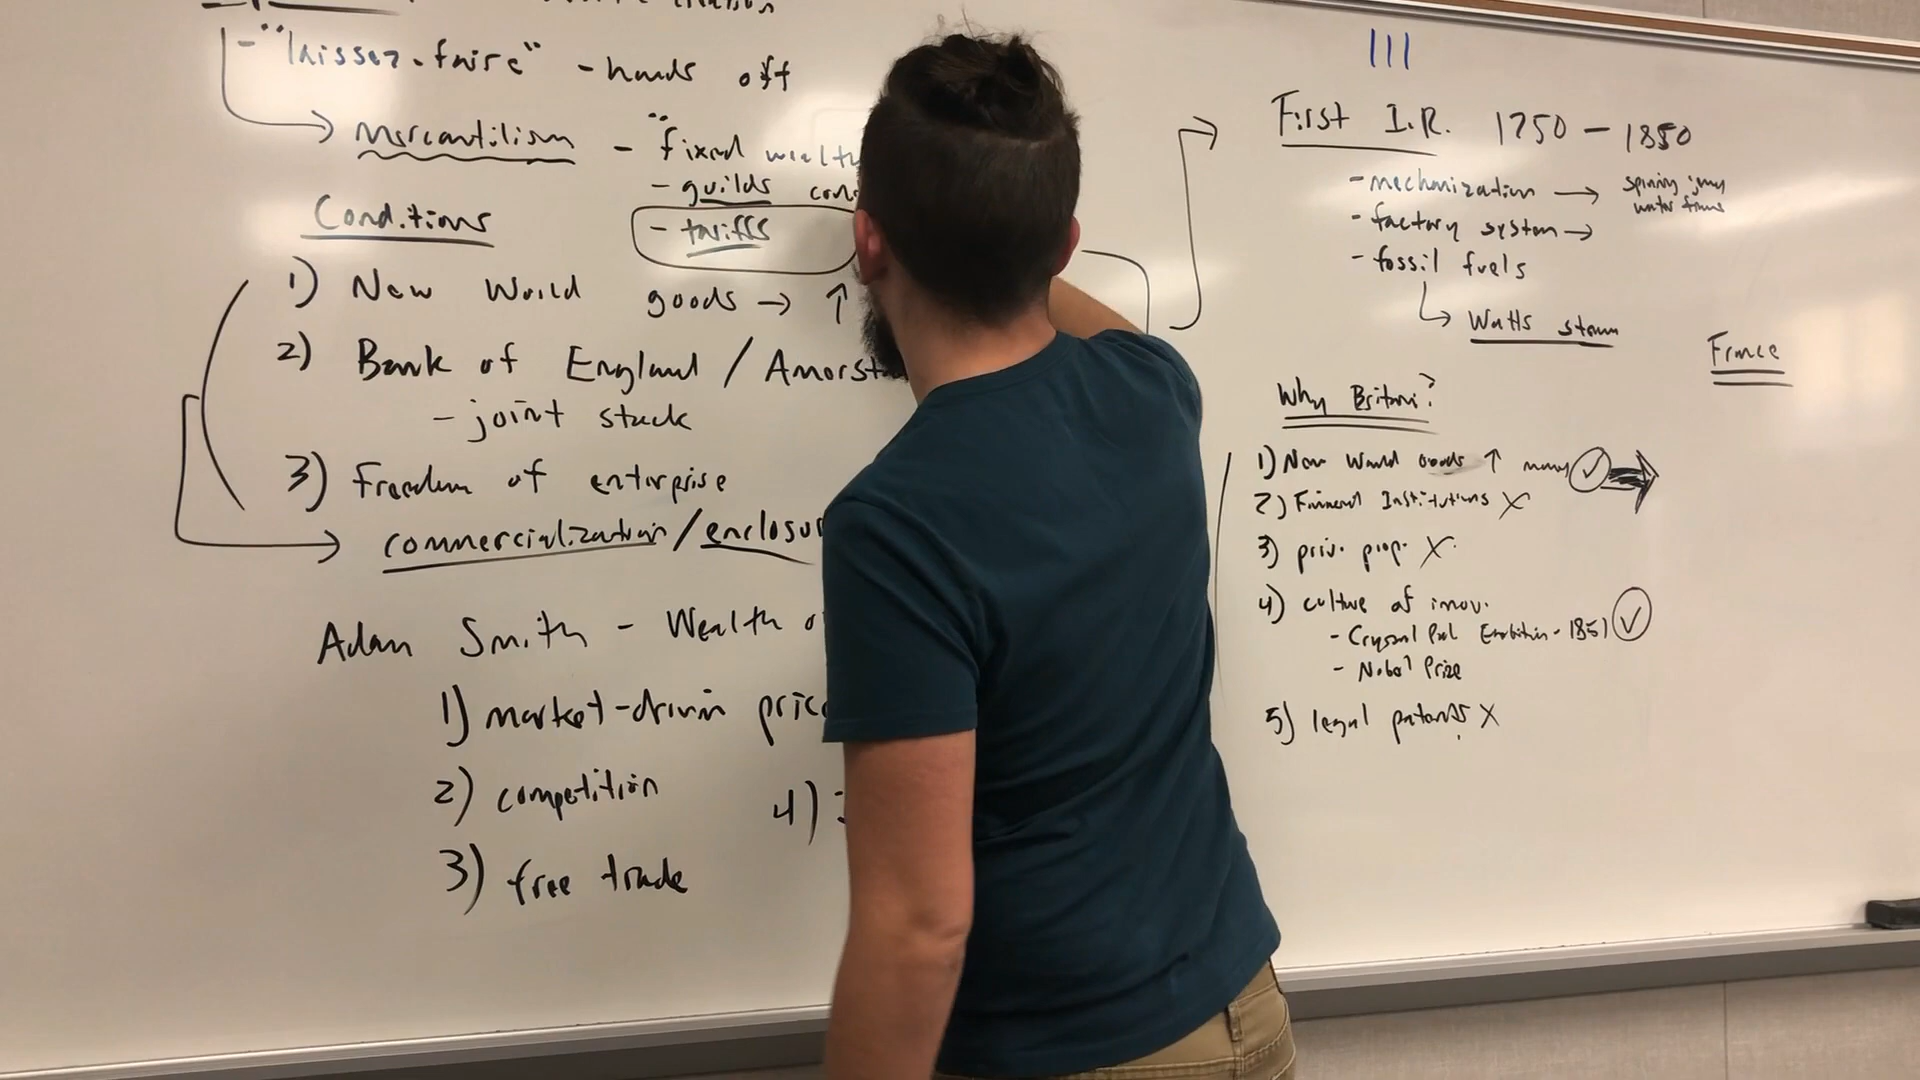 - "laissez-faire" - hands off
mercantilism - "fixed wealth
- guilds
- tariffs
Conditions
1) New World goods → ↑
2) Bank of England /
- joint stock
3) Freedom of enterprise
commercialization /
Adam Smith - Wealth
1) market-driven
2) competition
3) free trade
4)
III
First I.R. 1750 - 1850
- mechanization → spinning jenny
water frame
- factory system →
- fossil fuels
Watts steam
France
Why Britain?
1) New World Goods ↑ money ✓
2) Financial Institutions X
3) priv. prop. X
4) culture of innov.
- Crystal Pal. Exhibition - 1851 ✓
- Nobel Prize
5) legal patents X